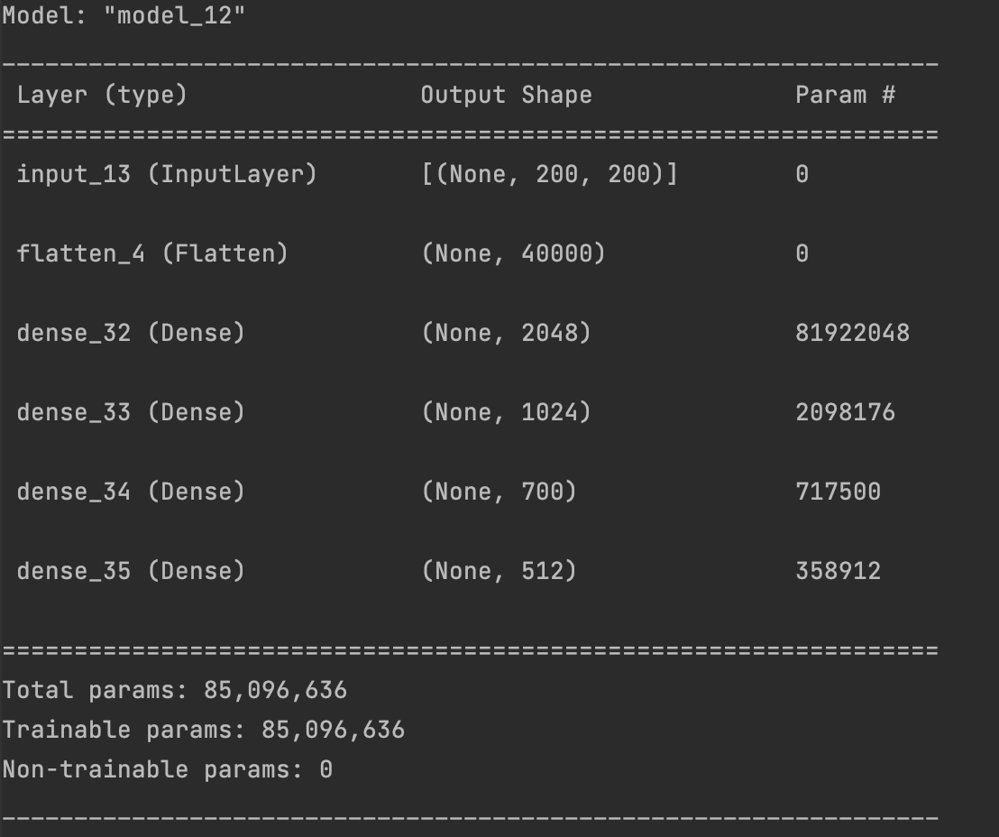 Model: "model_12"
_________________________________________________________________
Layer (type) Output Shape Param #
=================================================================
input_13 (InputLayer) [(None, 200, 200)] 0
flatten_4 (Flatten) (None, 40000) 0
dense_32 (Dense) (None, 2048) 81922048
dense_33 (Dense) (None, 1024) 2098176
dense_34 (Dense) (None, 700) 717500
dense_35 (Dense) (None, 512) 358912
=================================================================
Total params: 85,096,636
Trainable params: 85,096,636
Non-trainable params: 0
_________________________________________________________________